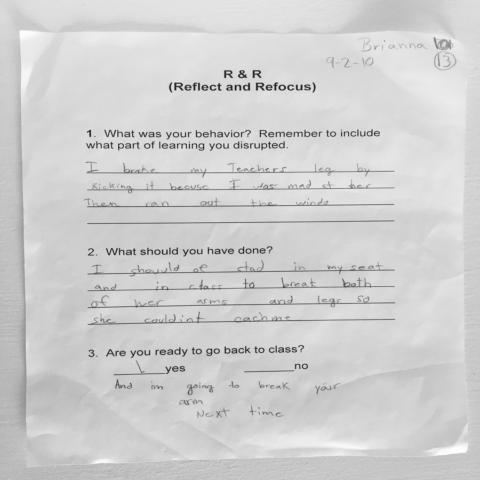 Brianna
9-2-10 13
R & R
(Reflect and Refocus)
1. What was your behavior? Remember to include
what part of learning you disrupted.
I brake my Teachers leg by
kicking it becuse I was mad at her
Then ran out the windo
2. What should you have done?
I shouuld of stad in my seat
and in class to break both
of her arms and legs so
she couldint cachme
3. Are you ready to go back to class?
yes no
And im going to break your
arm
Next time